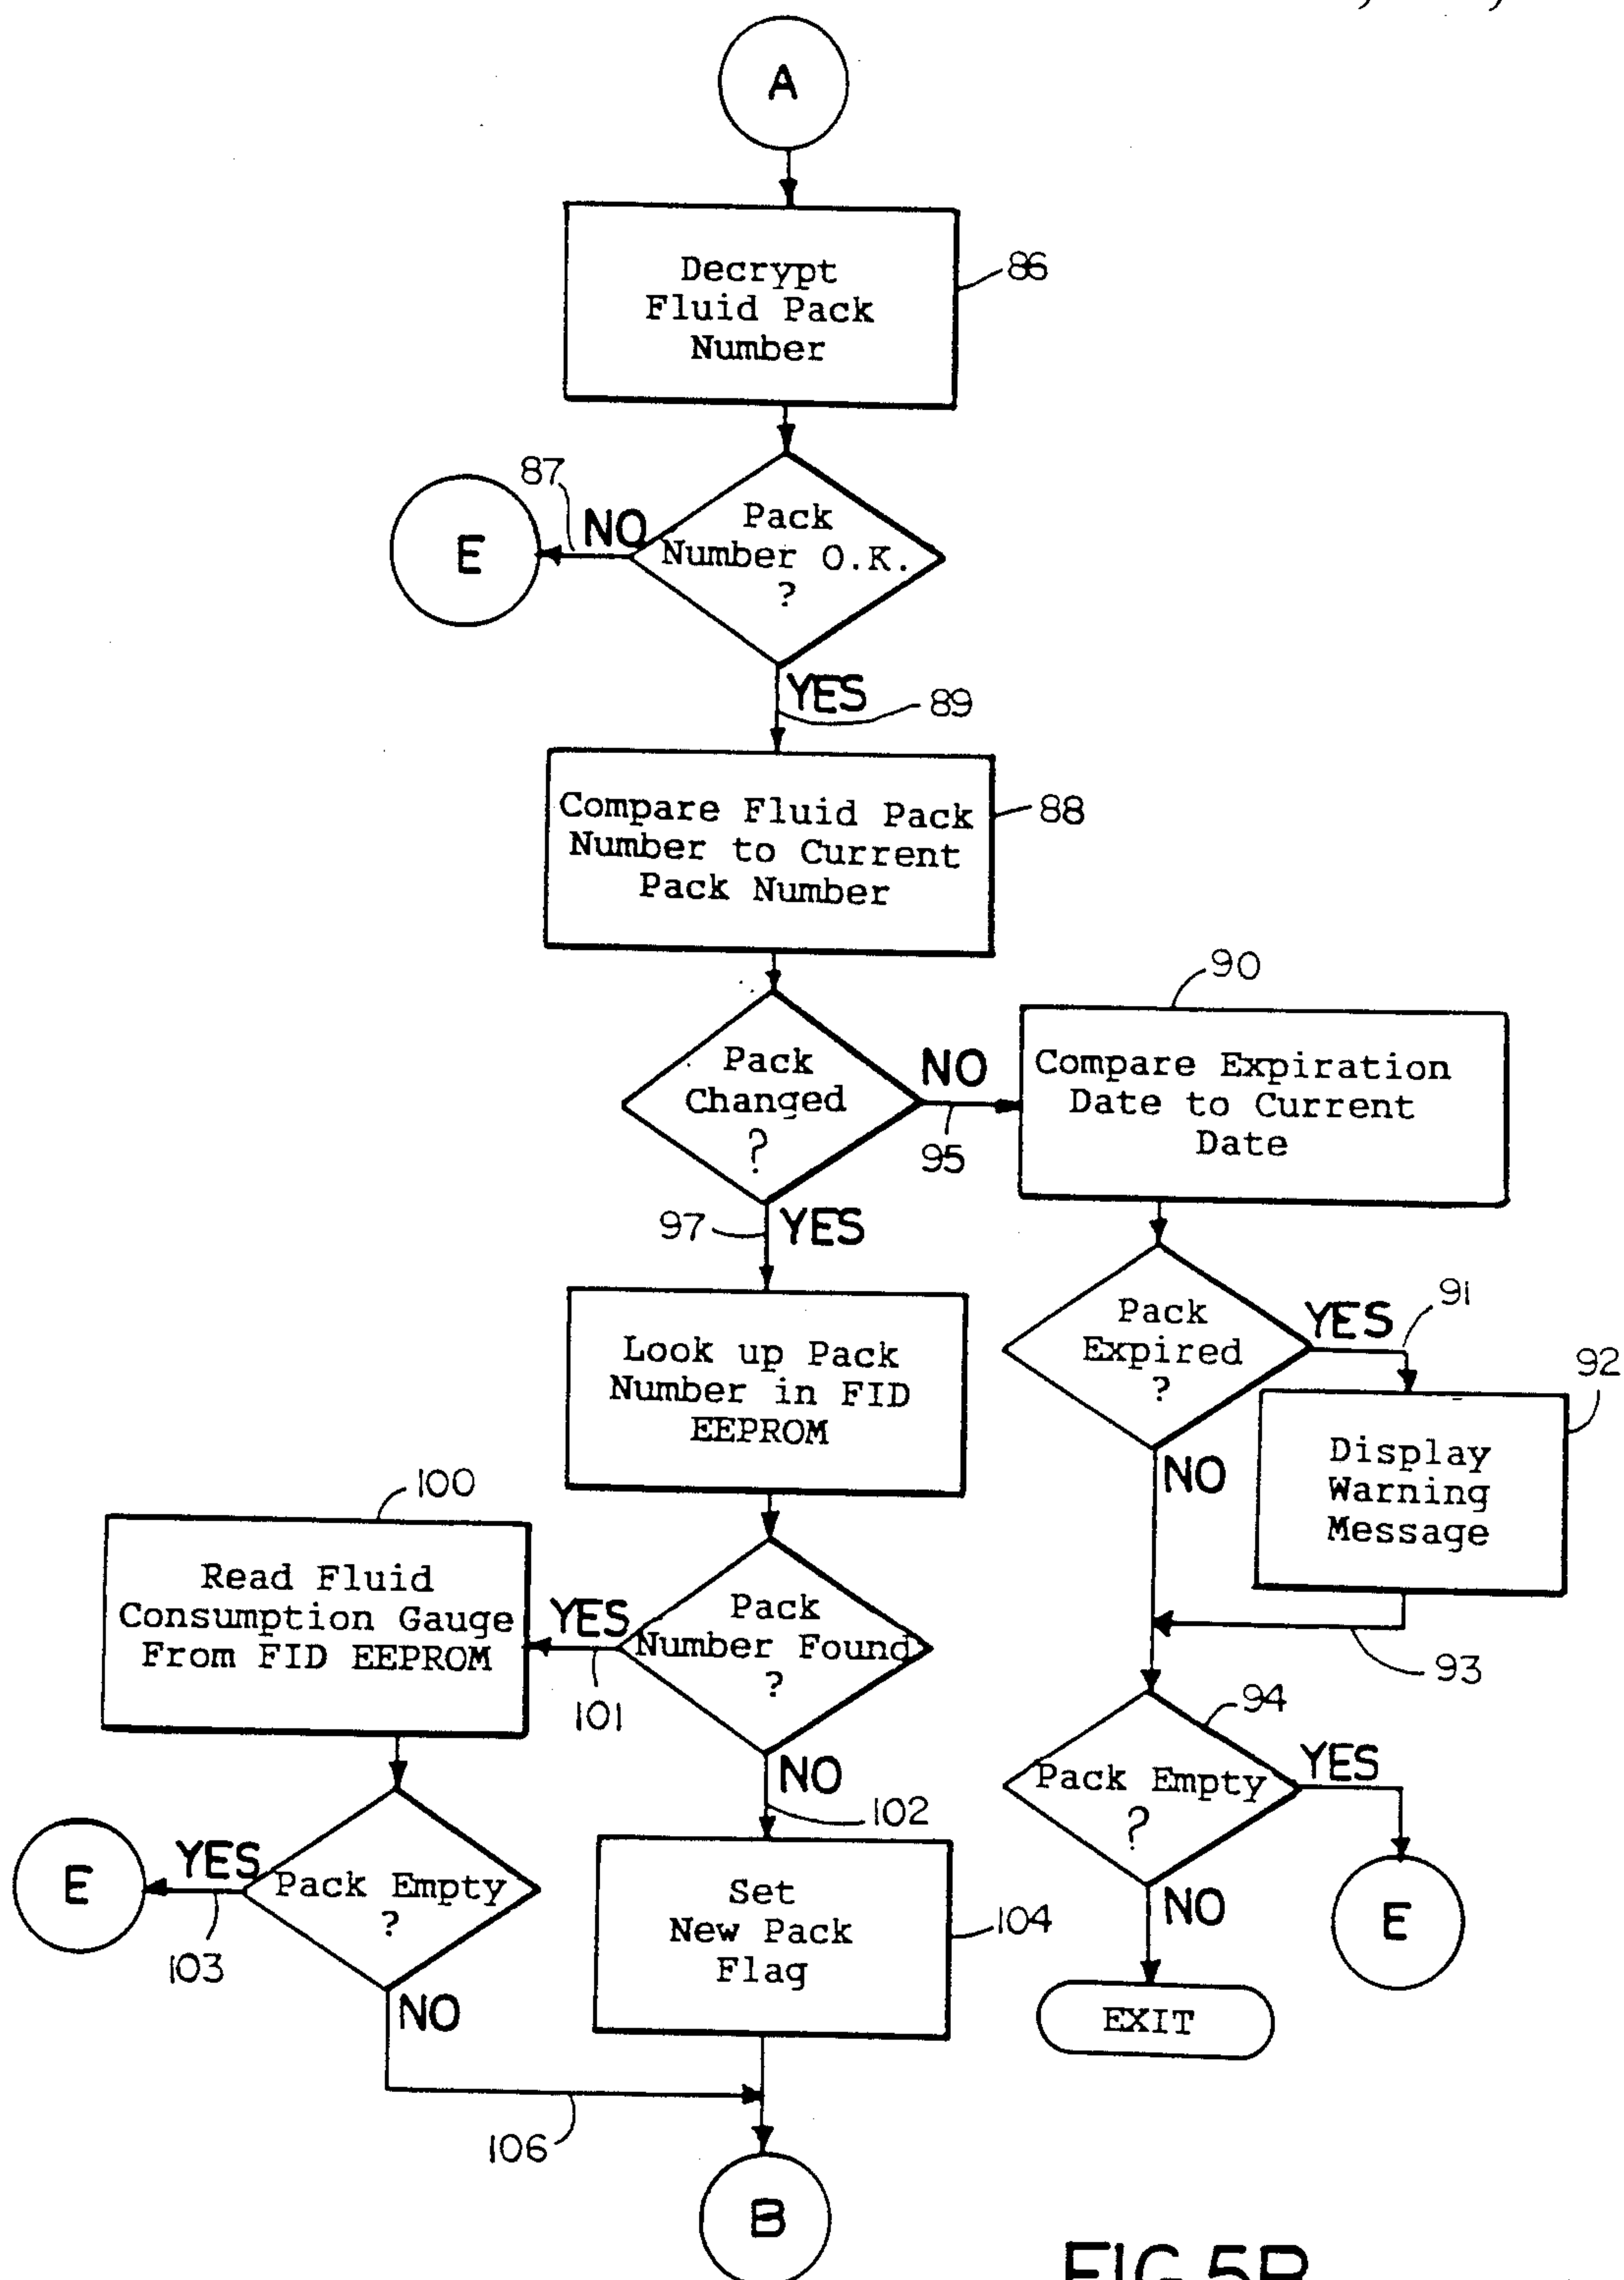 A
Decrypt
Fluid Pack
Number
86
87
NO
E
Pack
Number O.K.
?
YES
89
Compare Fluid Pack
Number to Current
Pack Number
88
90
Pack
Changed
?
NO
95
Compare Expiration
Date to Current
Date
97
YES
Look up Pack
Number in FID
EEPROM
Pack
Expired
?
YES
91
92
NO
Display
Warning
Message
93
100
Read Fluid
Consumption Gauge
From FID EEPROM
YES
101
Pack
Number Found
?
NO
102
94
Pack Empty
?
YES
E
NO
EXIT
E
YES
103
Pack Empty
?
NO
Set
New Pack
Flag
104
106
B
FIG.5B